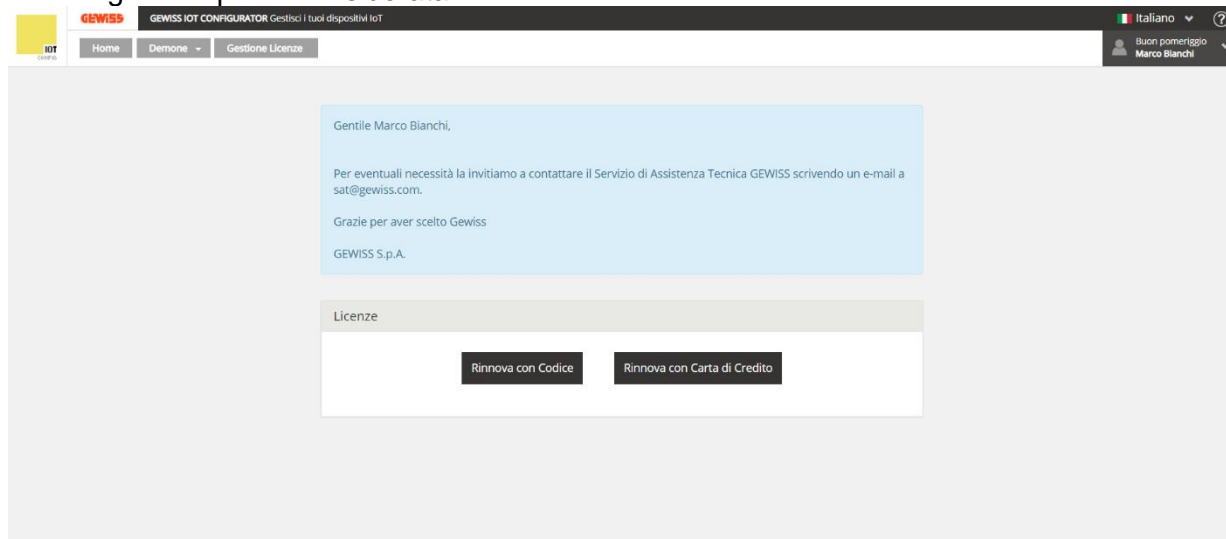 GEWISS
GEWISS IOT CONFIGURATOR Gestisci i tuoi dispositivi IoT
Italiano
?
IOT
Home
Demone
Gestione Licenze
Buon pomeriggio
Marco Bianchi
Gentile Marco Bianchi,
Per eventuali necessità la invitiamo a contattare il Servizio di Assistenza Tecnica GEWISS scrivendo un e-mail a
sat@gewiss.com.
Grazie per aver scelto Gewiss
GEWISS S.p.A.
Licenze
Rinnova con Codice
Rinnova con Carta di Credito